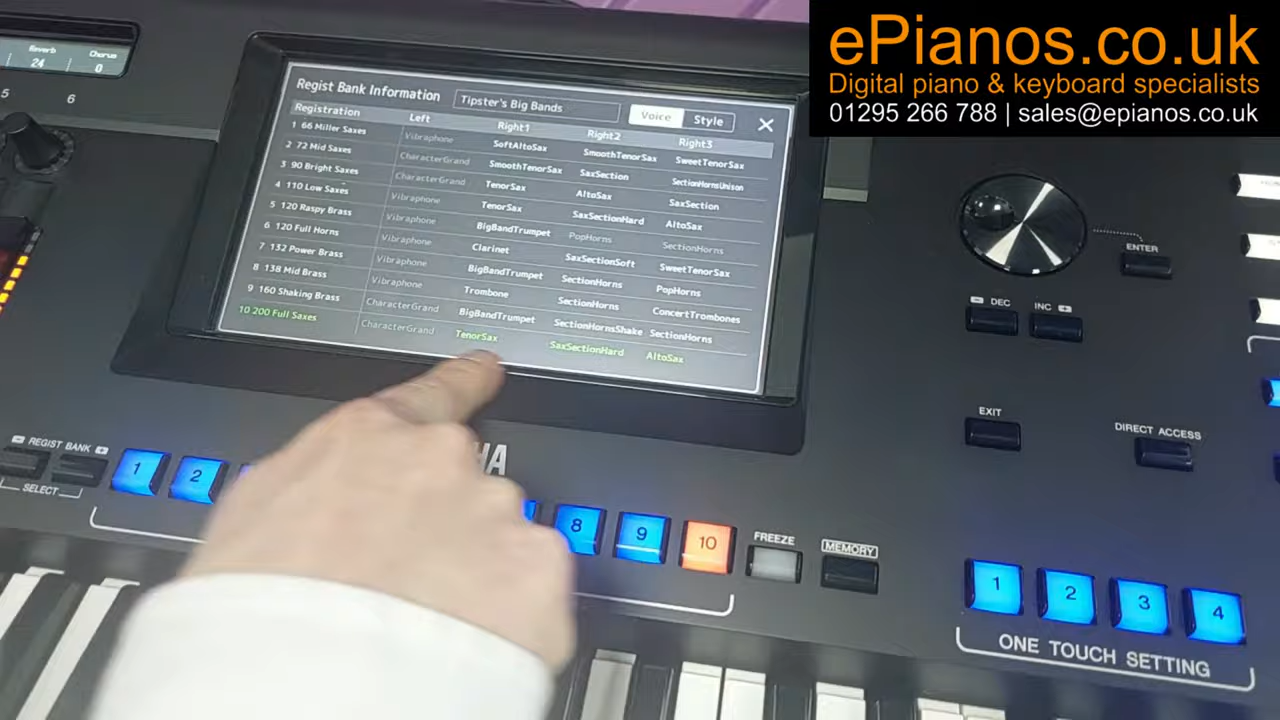 ePianos.co.uk
Digital piano & keyboard specialists
01295 266 788 | sales@epianos.co.uk
Reverb Chorus
24 0
5 6
Regist Bank Information Tipster's Big Bands Voice Style
Registration Left Right1 Right2 Right3
1 66 Miller Saxes Vibraphone SoftAltoSax SmoothTenorSax SweetTenorSax
2 72 Mid Saxes CharacterGrand SmoothTenorSax SaxSection SectionHornsUnison
3 90 Bright Saxes CharacterGrand TenorSax AltoSax SaxSection
4 110 Low Saxes Vibraphone TenorSax SaxSectionHard AltoSax
5 120 Raspy Brass Vibraphone BigBandTrumpet PopHorns SectionHorns
6 120 Full Horns Vibraphone Clarinet SaxSectionSoft SweetTenorSax
7 132 Power Brass Vibraphone BigBandTrumpet SectionHorns PopHorns
8 138 Mid Brass Vibraphone Trombone SectionHorns ConcertTrombones
9 160 Shaking Brass CharacterGrand BigBandTrumpet SectionHornsShake SectionHorns
10 200 Full Saxes CharacterGrand TenorSax SaxSectionHard AltoSax
ENTER
DEC INC
EXIT
DIRECT ACCESS
REGIST BANK
SELECT
HA
1 2 8 9 10
FREEZE MEMORY
1 2 3 4
ONE TOUCH SETTING